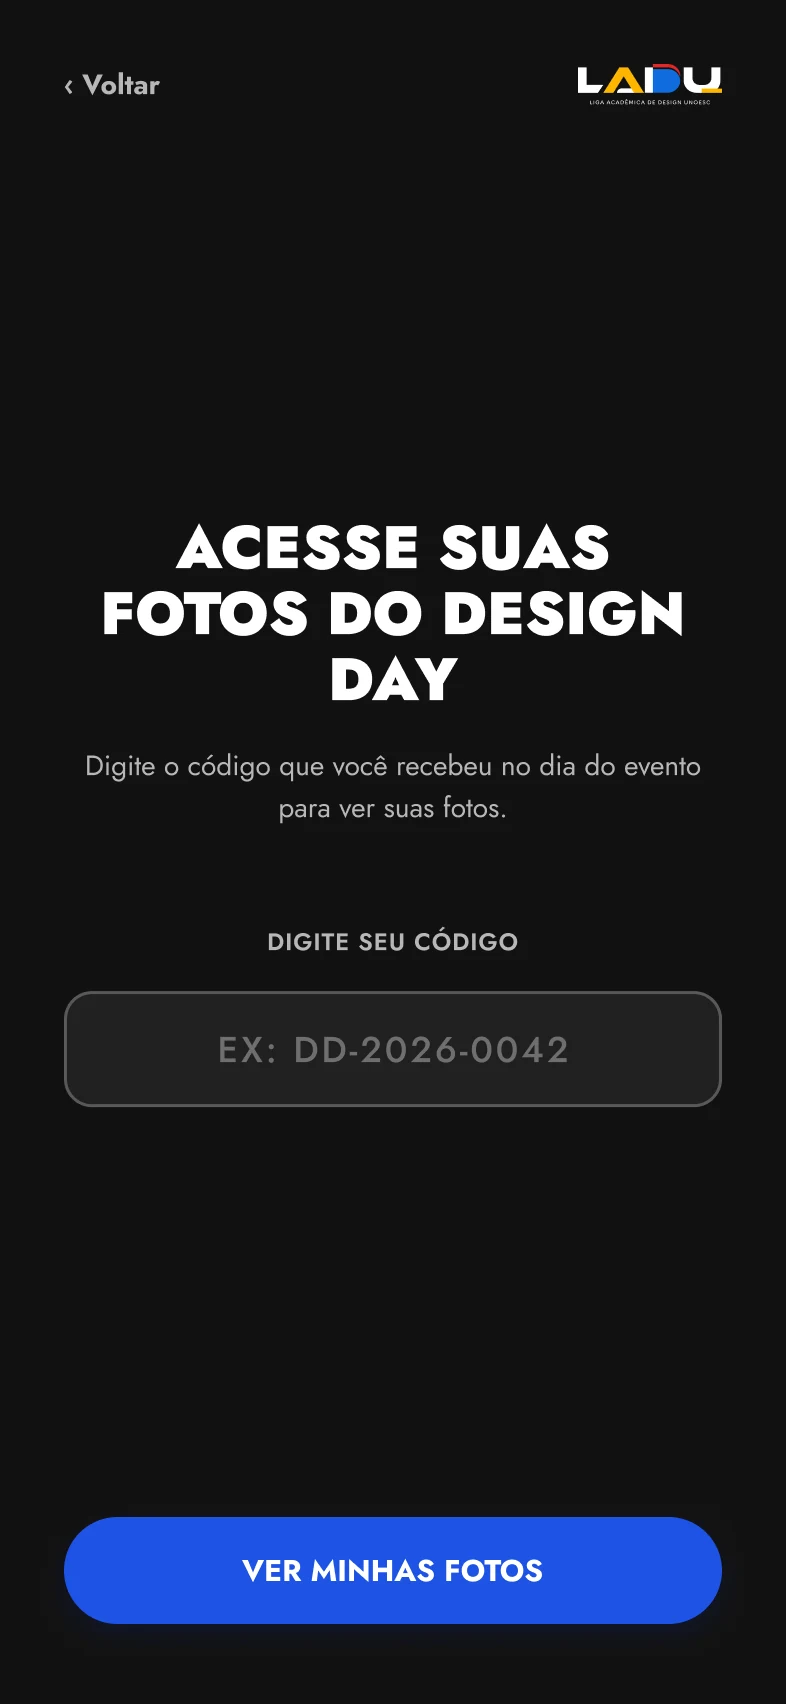 ‹ Voltar
LADU
LIGA ACADÊMICA DE DESIGN UNOESC
ACESSE SUAS
FOTOS DO DESIGN
DAY
Digite o código que você recebeu no dia do evento
para ver suas fotos.
DIGITE SEU CÓDIGO
EX: DD-2026-0042
VER MINHAS FOTOS